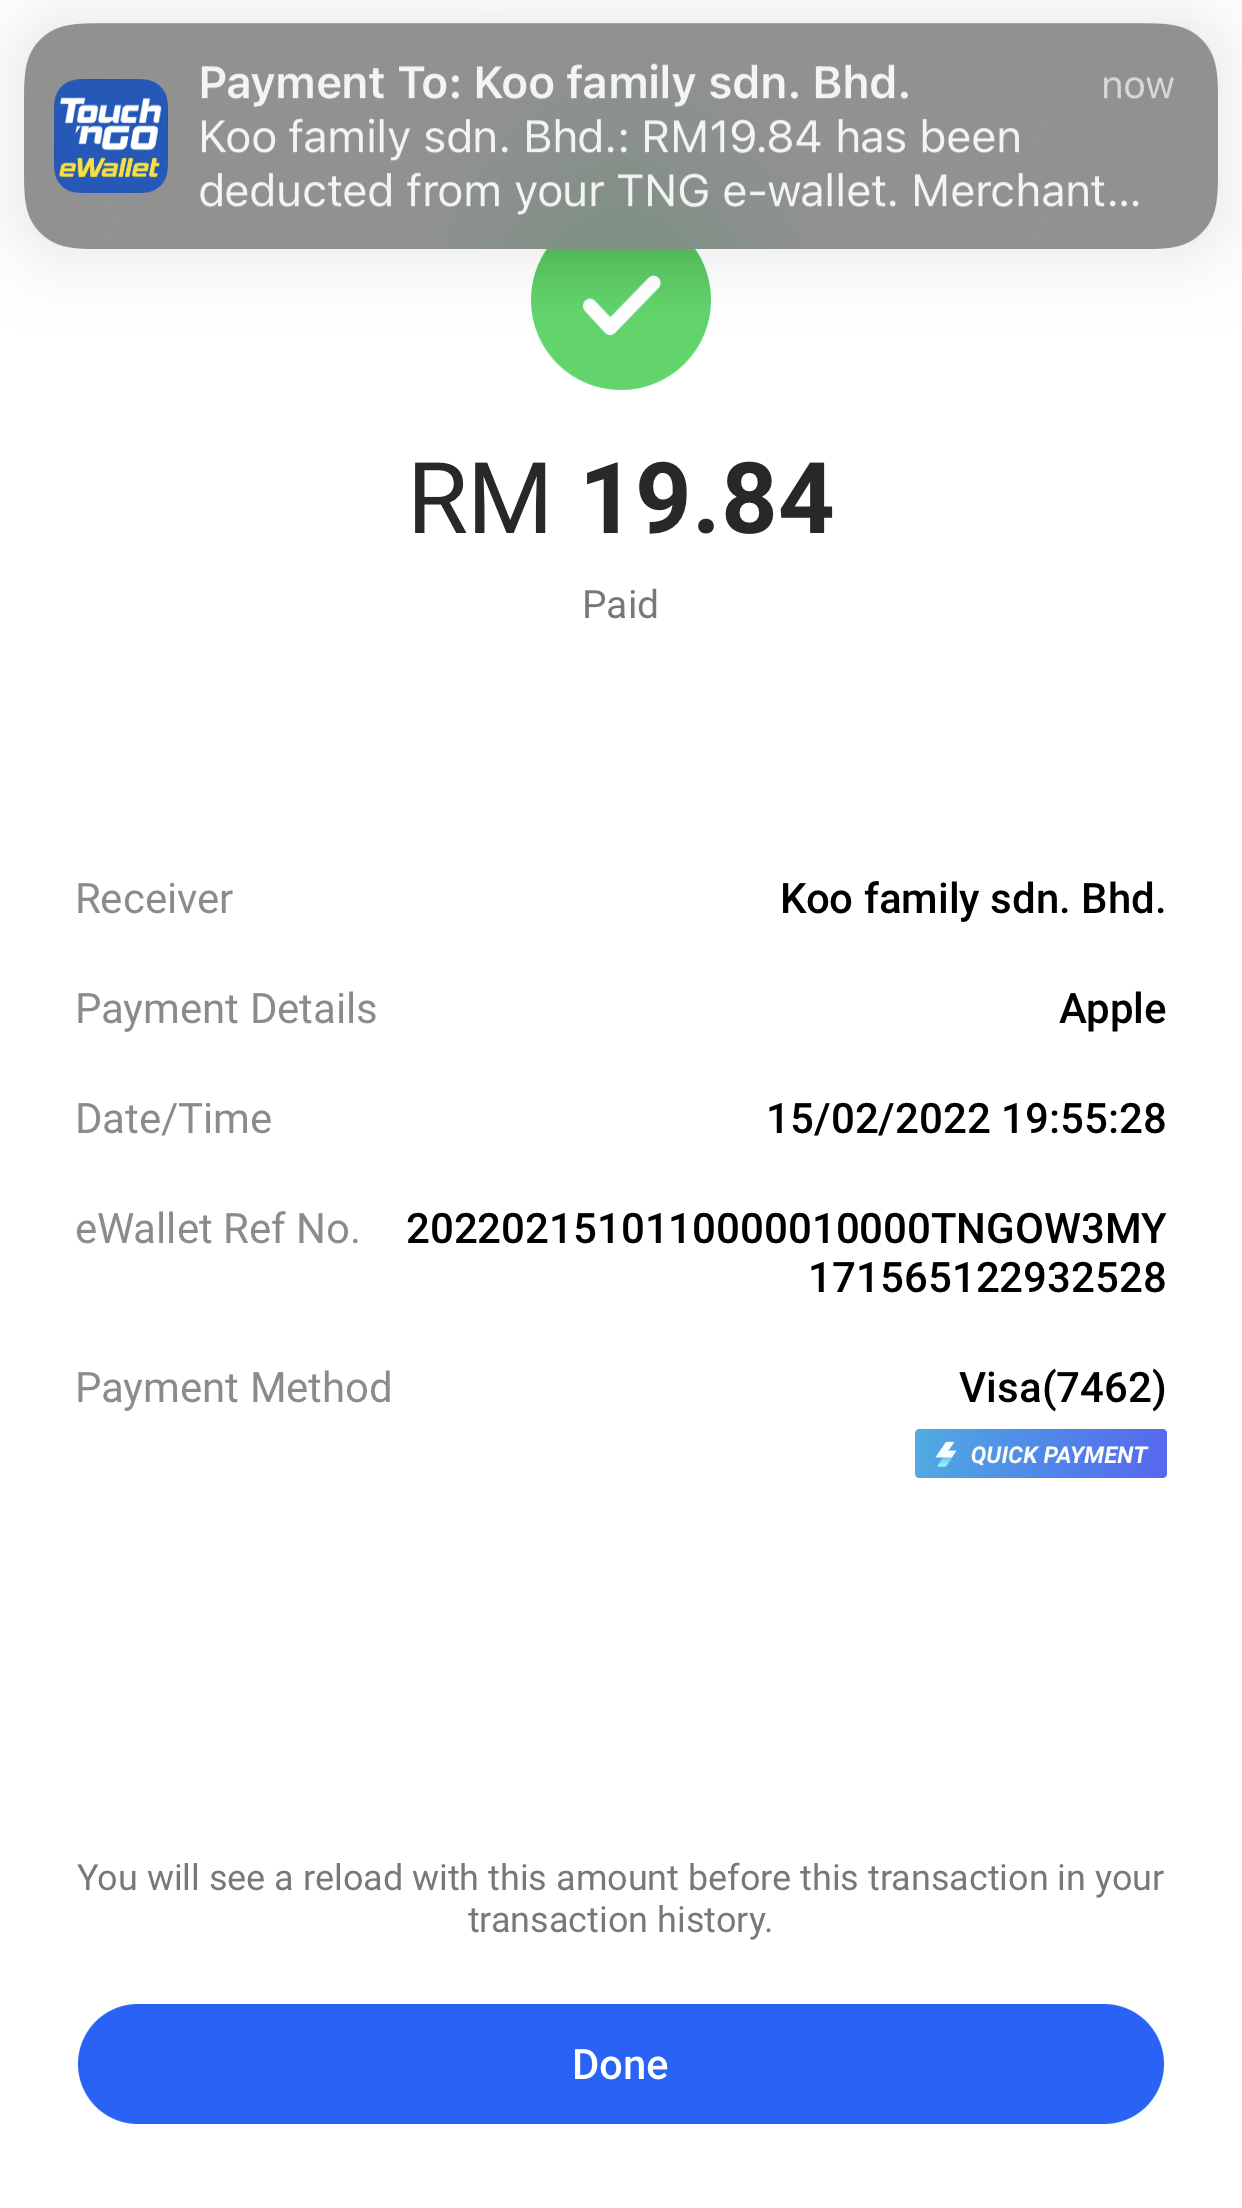 Touch
'nGO
eWallet
Payment To: Koo family sdn. Bhd.
now
Koo family sdn. Bhd.: RM19.84 has been
deducted from your TNG e-wallet. Merchant...
RM 19.84
Paid
Receiver
Koo family sdn. Bhd.
Payment Details
Apple
Date/Time
15/02/2022 19:55:28
eWallet Ref No.
20220215101110000010000TNGOW3MY
171565122932528
Payment Method
Visa(7462)
QUICK PAYMENT
You will see a reload with this amount before this transaction in your
transaction history.
Done